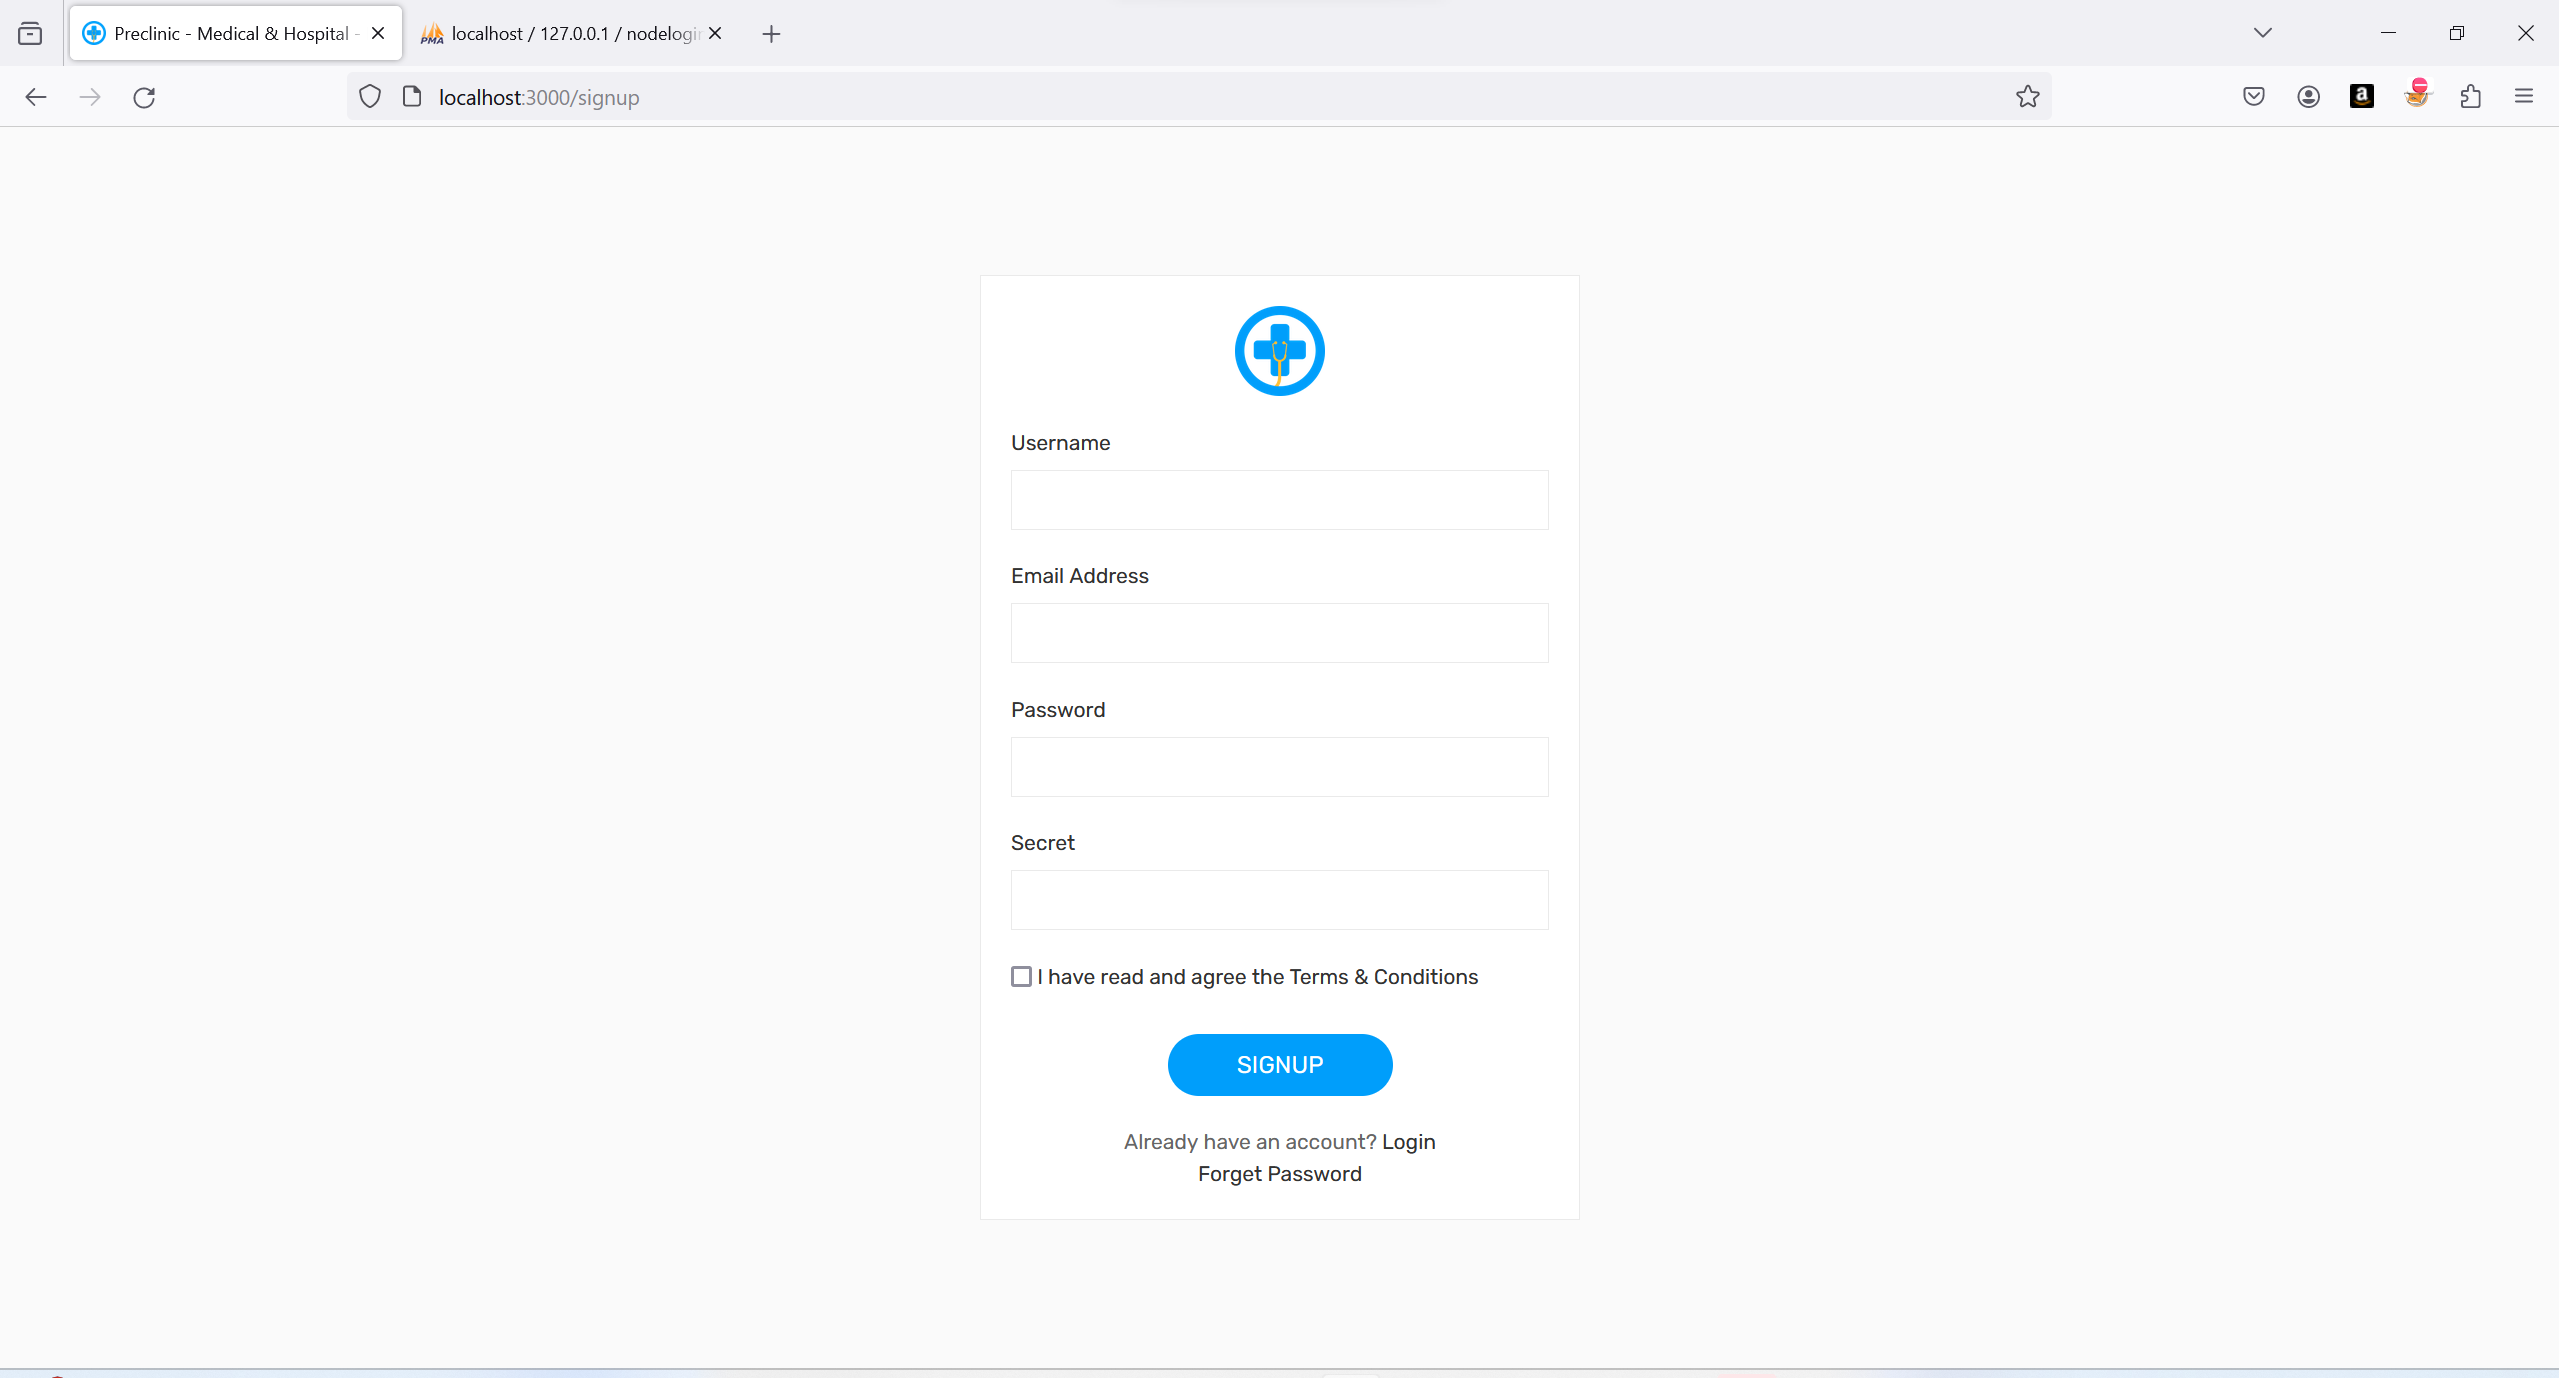 Preclinic - Medical & Hospital -
localhost / 127.0.0.1 / nodelogin
localhost:3000/signup
Username
Email Address
Password
Secret
I have read and agree the Terms & Conditions
SIGNUP
Already have an account? Login
Forget Password